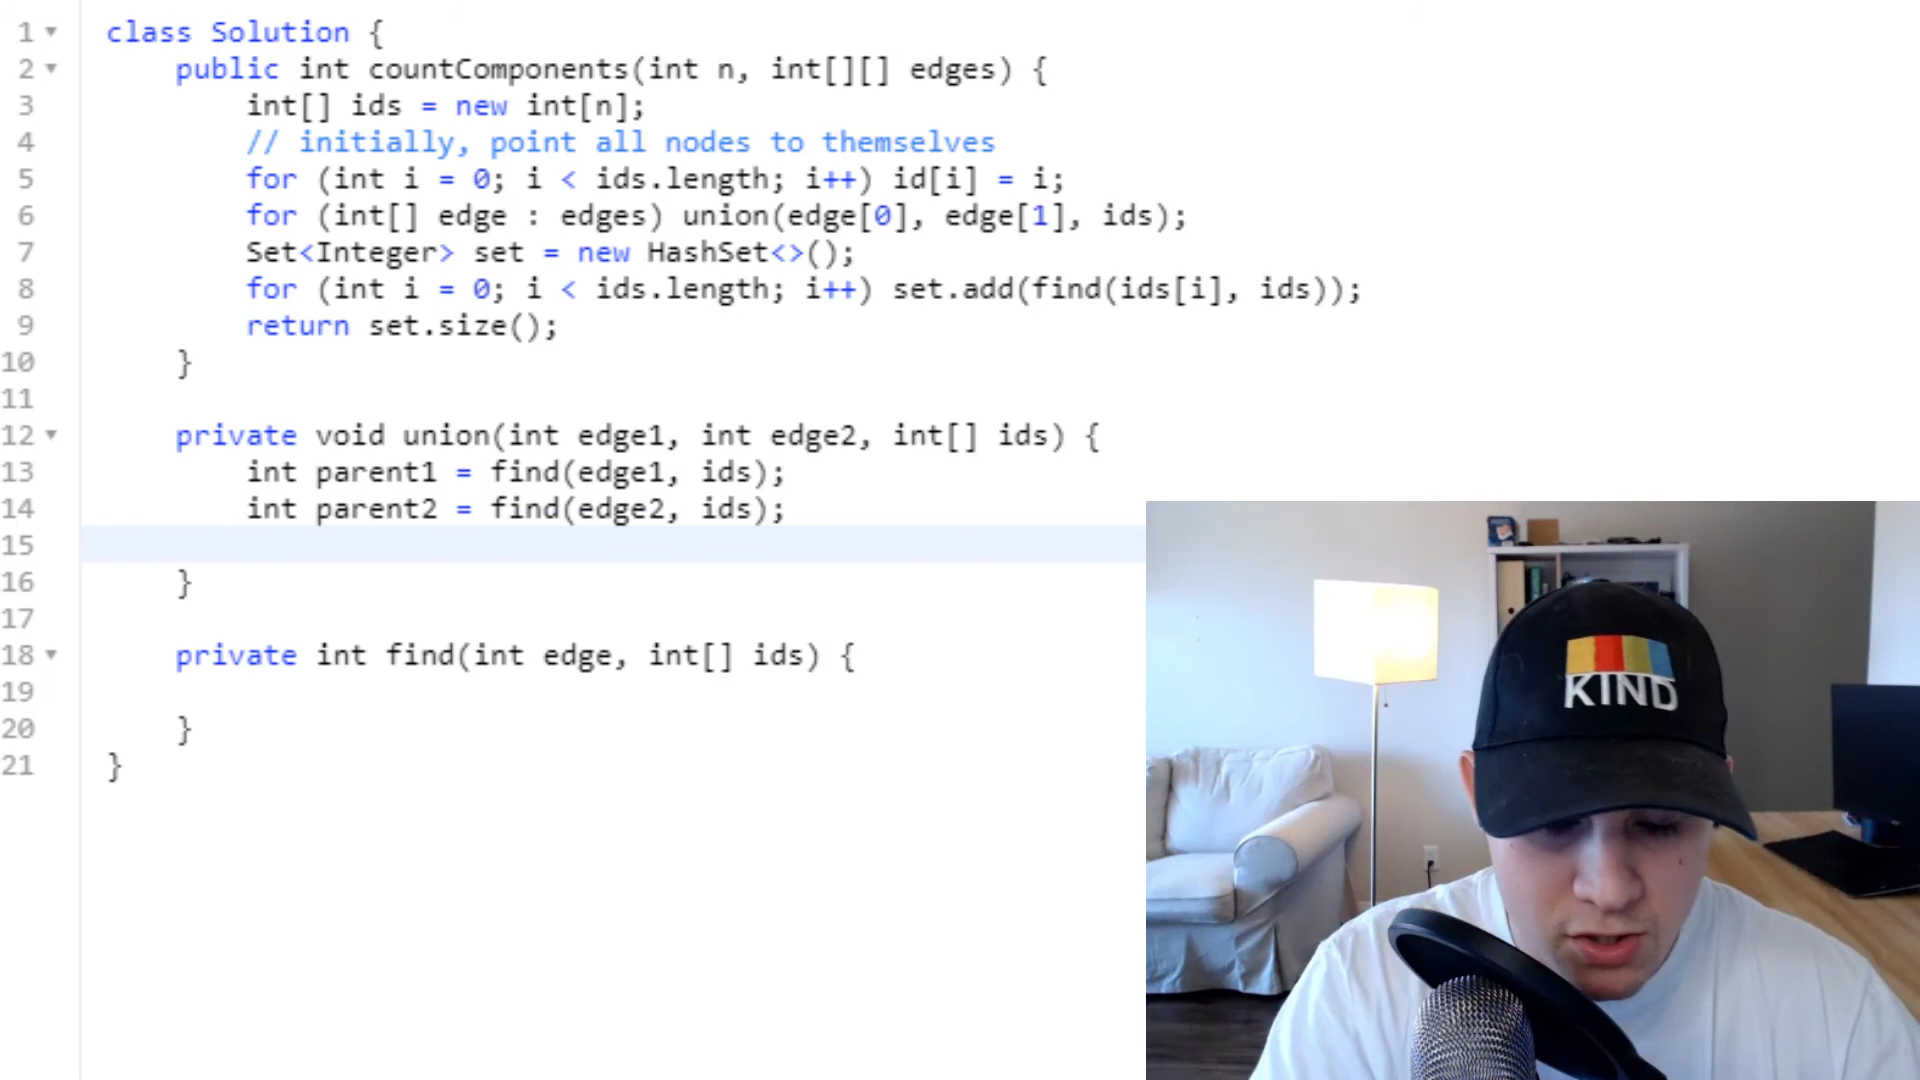 1 class Solution {
2 public int countComponents(int n, int[][] edges) {
3 int[] ids = new int[n];
4 // initially, point all nodes to themselves
5 for (int i = 0; i < ids.length; i++) id[i] = i;
6 for (int[] edge : edges) union(edge[0], edge[1], ids);
7 Set<Integer> set = new HashSet<>();
8 for (int i = 0; i < ids.length; i++) set.add(find(ids[i], ids));
9 return set.size();
10 }
11
12 private void union(int edge1, int edge2, int[] ids) {
13 int parent1 = find(edge1, ids);
14 int parent2 = find(edge2, ids);
15
16 }
17
18 private int find(int edge, int[] ids) {
19
20 }
21 }
KIND